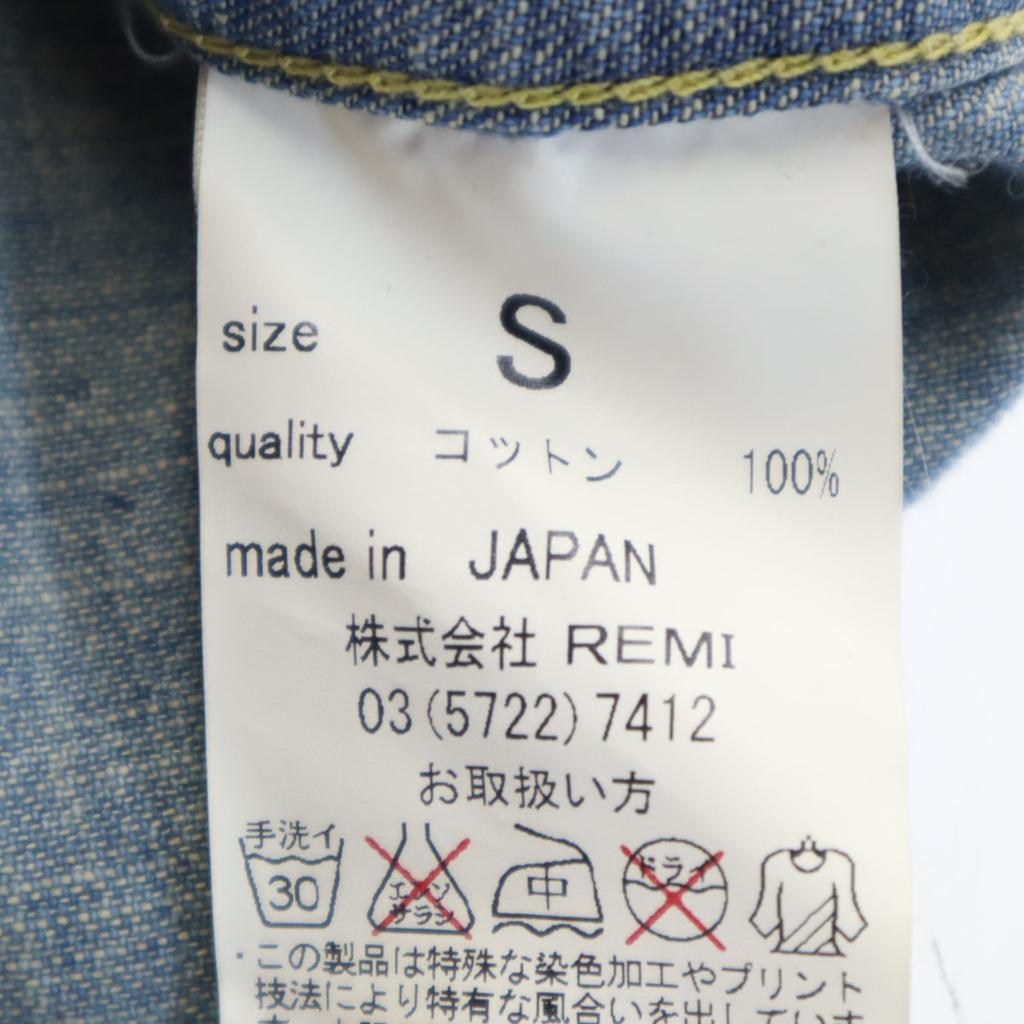 size S
quality コットン 100%
made in JAPAN
株式会社 REMI
03(5722)7412
お取扱い方
手洗イ
30
エンソ
サラシ
中
ドライ
・この製品は特殊な染色加工やプリント
技法により特有な風合いを出していま